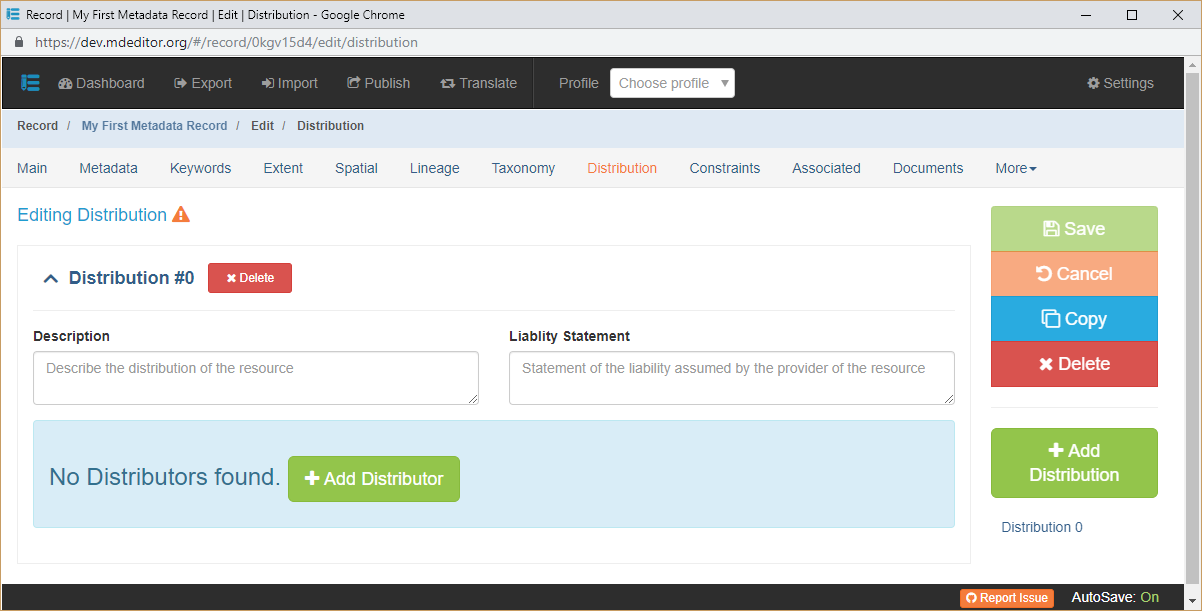 Record | My First Metadata Record | Edit | Distribution - Google Chrome
https://dev.mdeditor.org/#/record/0kgv15d4/edit/distribution
Dashboard Export Import Publish Translate Profile Choose profile Settings
Record / My First Metadata Record / Edit / Distribution
Main Metadata Keywords Extent Spatial Lineage Taxonomy Distribution Constraints Associated Documents More
Editing Distribution
Distribution #0 Delete
Description
Describe the distribution of the resource
Liablity Statement
Statement of the liability assumed by the provider of the resource
No Distributors found. Add Distributor
Save
Cancel
Copy
Delete
Add
Distribution
Distribution 0
Report Issue AutoSave: On